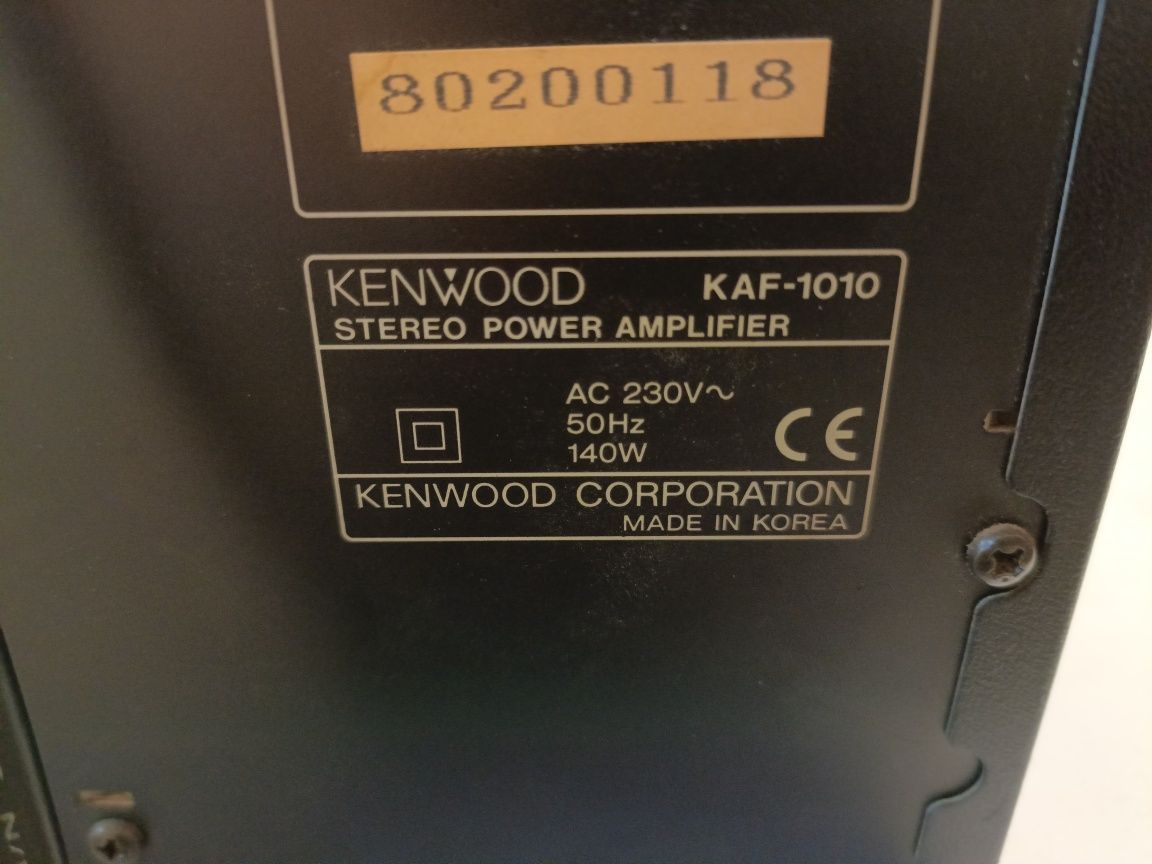 80200118
KENWOOD KAF-1010
STEREO POWER AMPLIFIER
AC 230V~
50Hz
140W
CE
KENWOOD CORPORATION
MADE IN KOREA